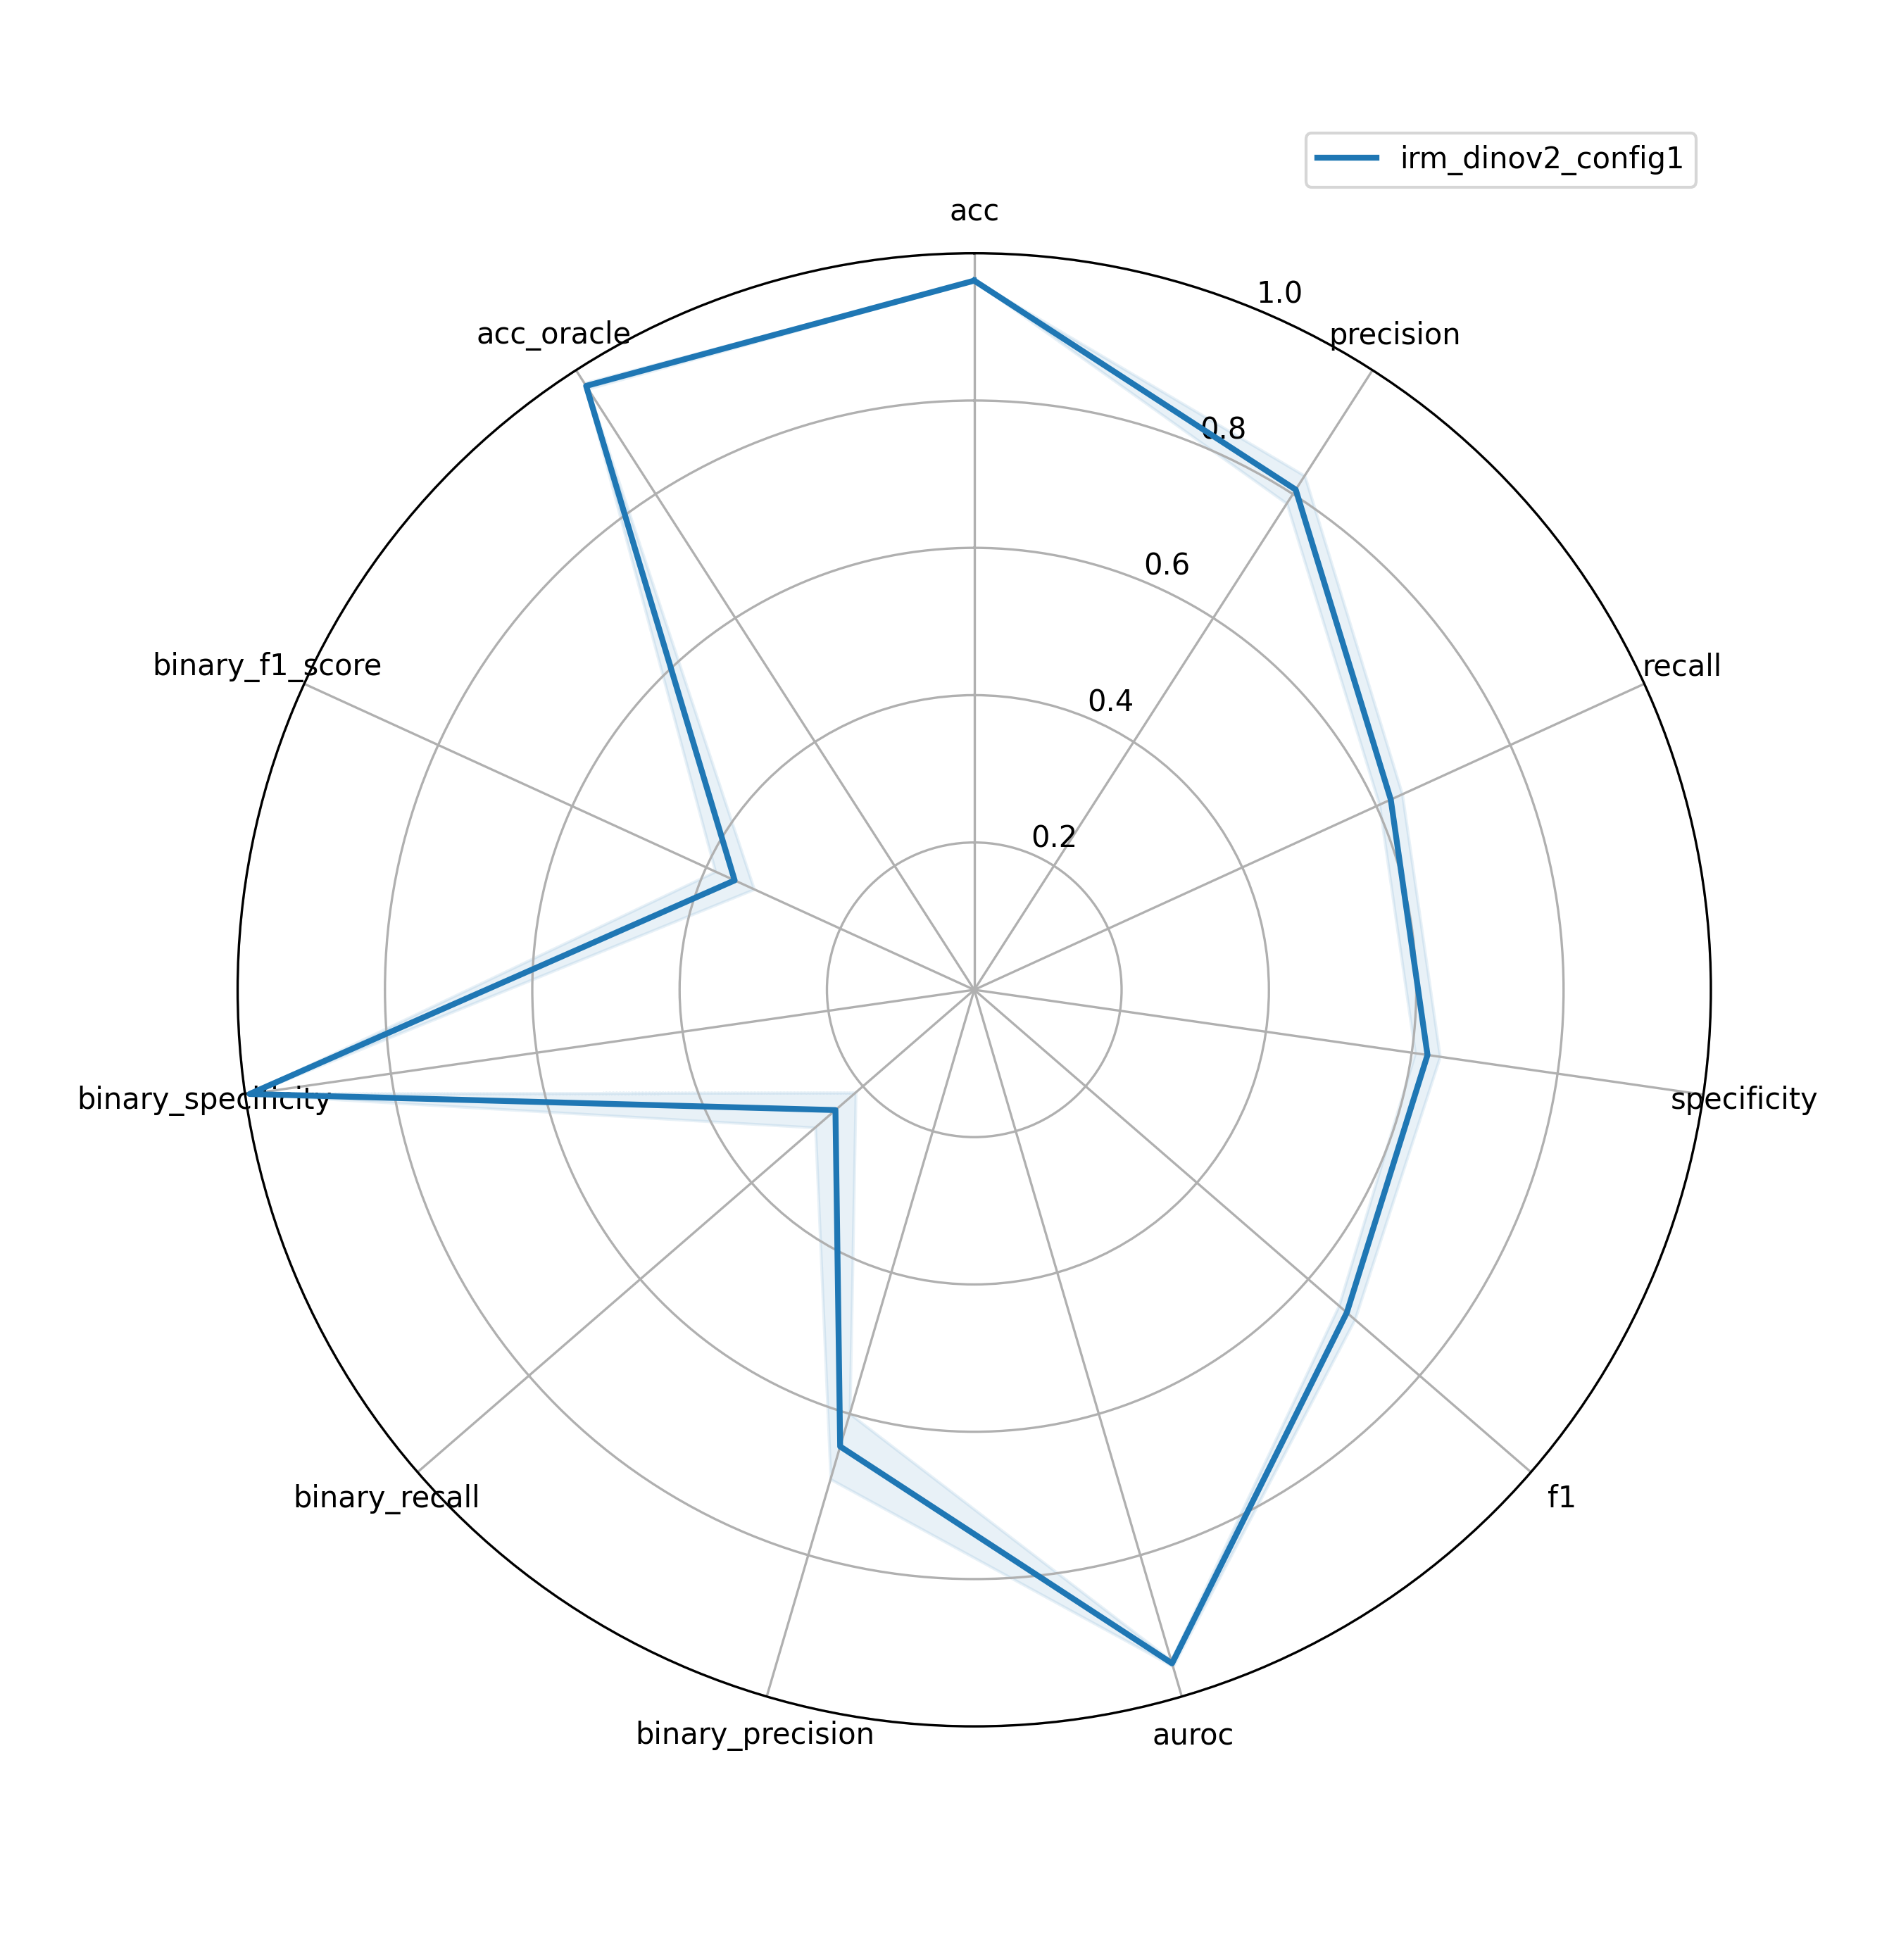 irm_dinov2_config1
acc
1.0
acc_oracle
precision
0.8
0.6
binary_f1_score
recall
0.4
0.2
binary_specificity
specificity
binary_recall
f1
binary_precision
auroc